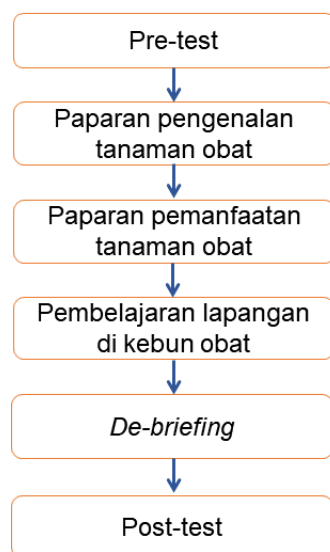 Pre-test
Paparan pengenalan
tanaman obat
Paparan pemanfaatan
tanaman obat
Pembelajaran lapangan
di kebun obat
De-briefing
Post-test